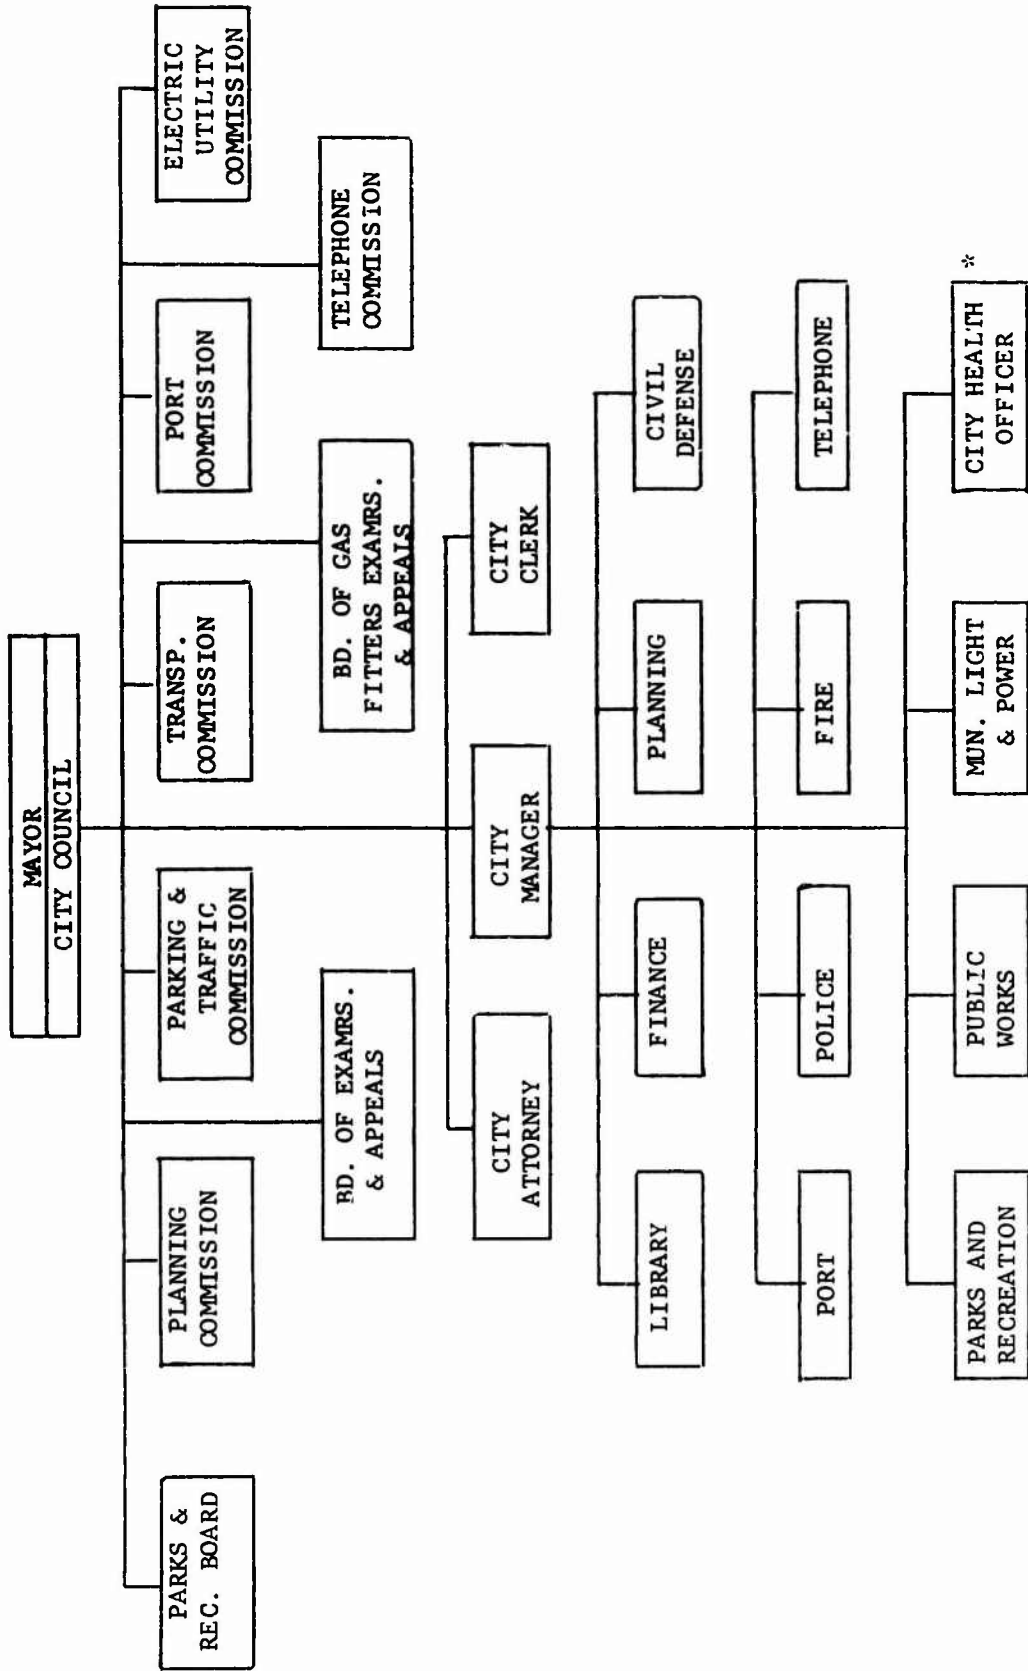 MAYOR
CITY COUNCIL
PARKS &
REC. BOARD
PLANNING
COMMISSION
PARKING &
TRAFFIC
COMMISSION
TRANSP.
COMMISSION
PORT
COMMISSION
ELECTRIC
UTILITY
COMMISSION
BD. OF EXAMRS.
& APPEALS
BD. OF GAS
FITTERS EXAMRS.
& APPEALS
TELEPHONE
COMMISSION
CITY
ATTORNEY
CITY
MANAGER
CITY
CLERK
LIBRARY
FINANCE
PLANNING
CIVIL
DEFENSE
PORT
POLICE
FIRE
TELEPHONE
PARKS AND
RECREATION
PUBLIC
WORKS
MUN. LIGHT
& POWER
CITY HEALTH
OFFICER
*